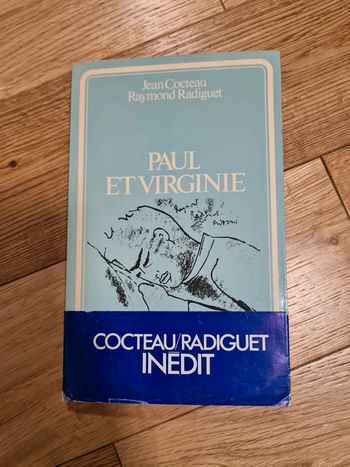 Jean Cocteau
Raymond Radiguet
PAUL
ET VIRGINIE
COCTEAU/RADIGUET
INÉDIT